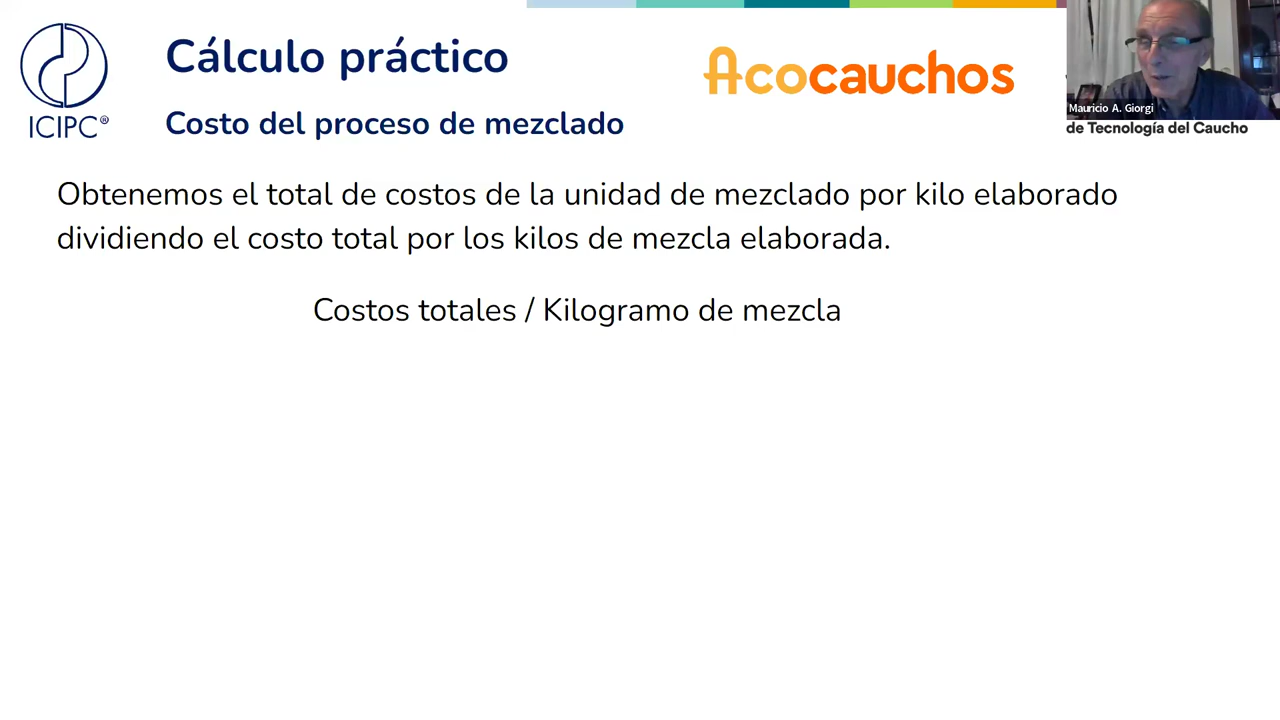 Cálculo práctico
Acocauchos
Mauricio A. Giorgi
ICIPC®
Costo del proceso de mezclado
de Tecnología del Caucho
Obtenemos el total de costos de la unidad de mezclado por kilo elaborado
dividiendo el costo total por los kilos de mezcla elaborada.
Costos totales / Kilogramo de mezcla